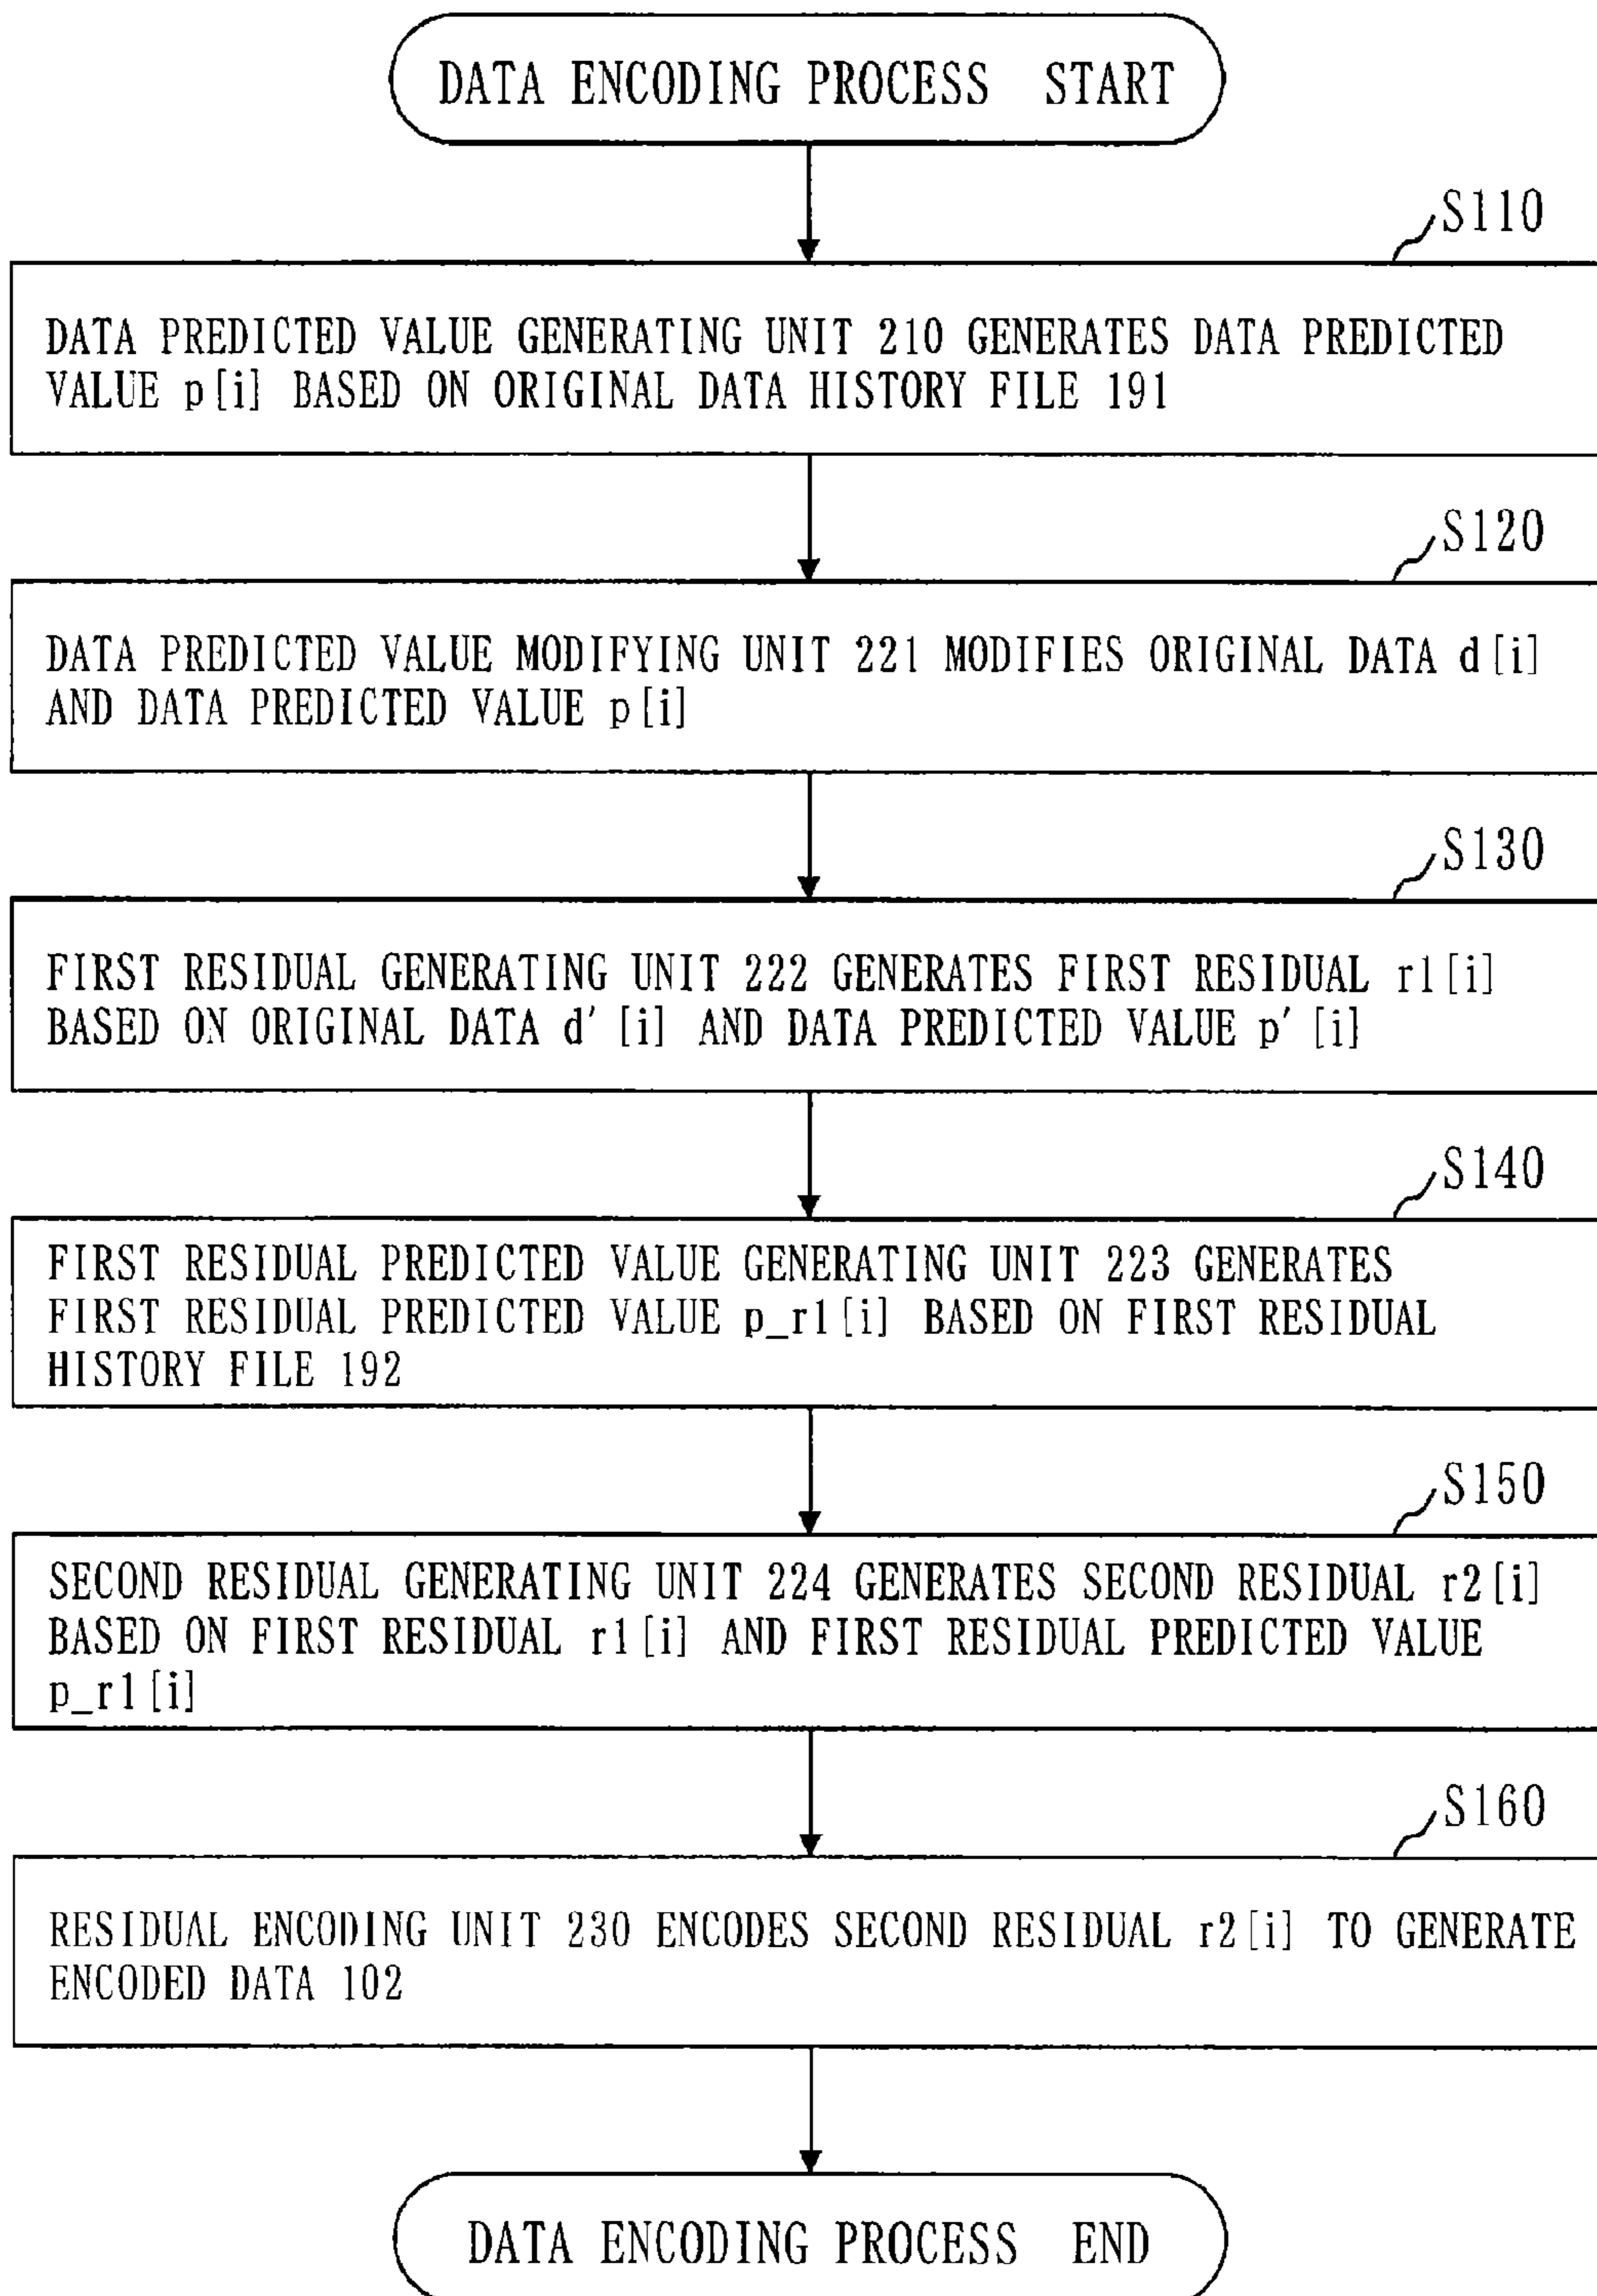 DATA ENCODING PROCESS START
S110
DATA PREDICTED VALUE GENERATING UNIT 210 GENERATES DATA PREDICTED
VALUE p[i] BASED ON ORIGINAL DATA HISTORY FILE 191
S120
DATA PREDICTED VALUE MODIFYING UNIT 221 MODIFIES ORIGINAL DATA d[i]
AND DATA PREDICTED VALUE p[i]
S130
FIRST RESIDUAL GENERATING UNIT 222 GENERATES FIRST RESIDUAL r1[i]
BASED ON ORIGINAL DATA d'[i] AND DATA PREDICTED VALUE p'[i]
S140
FIRST RESIDUAL PREDICTED VALUE GENERATING UNIT 223 GENERATES
FIRST RESIDUAL PREDICTED VALUE p_r1[i] BASED ON FIRST RESIDUAL
HISTORY FILE 192
S150
SECOND RESIDUAL GENERATING UNIT 224 GENERATES SECOND RESIDUAL r2[i]
BASED ON FIRST RESIDUAL r1[i] AND FIRST RESIDUAL PREDICTED VALUE
p_r1[i]
S160
RESIDUAL ENCODING UNIT 230 ENCODES SECOND RESIDUAL r2[i] TO GENERATE
ENCODED DATA 102
DATA ENCODING PROCESS END